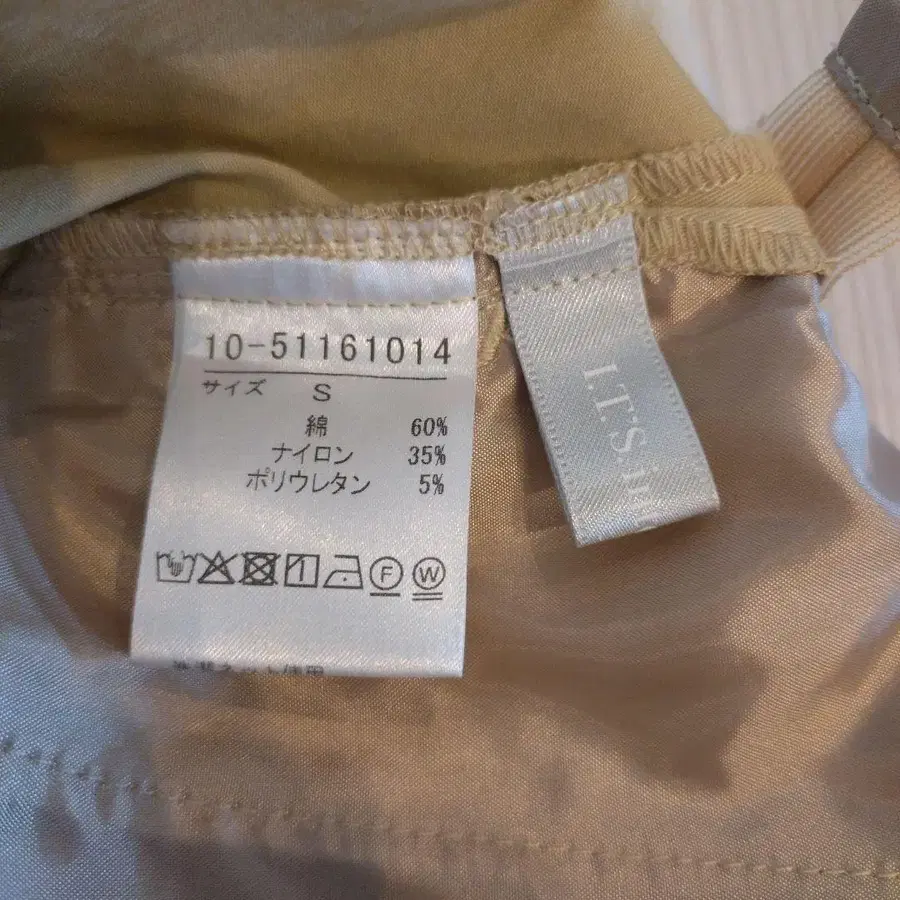 10-51161014
サイズ S
綿 60%
ナイロン 35%
ポリウレタン 5%
F W
I.T.'S.